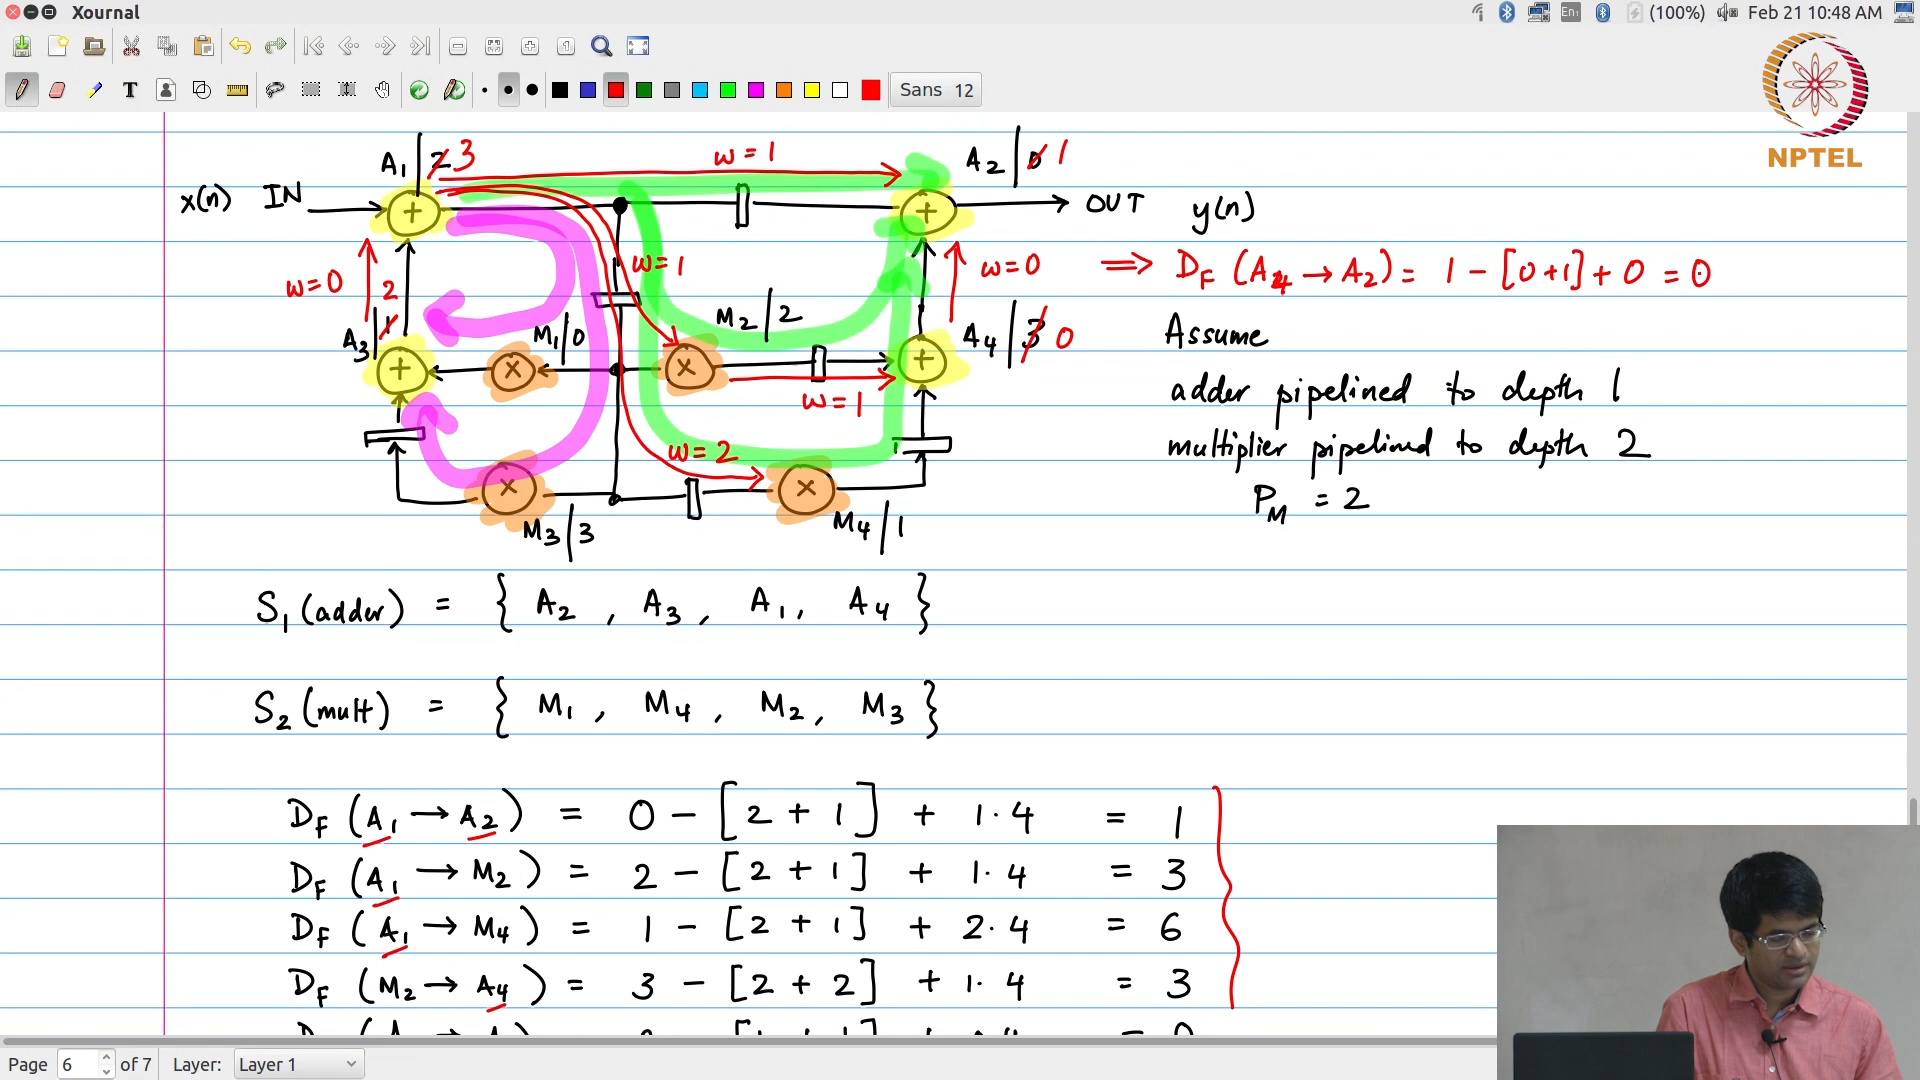 Xournal
(100%) Feb 21 10:48 AM
En1
T Sans 12
NPTEL
A1 | 2 3 w = 1 A2 | 0 1
x(n) IN + + OUT y(n)
w = 0 2 w = 1 w = 0 ⟹ DF (A4 → A2) = 1 - [0+1] + 0 = 0
A3 | 1 M1 | 0 M2 | 2 A4 | 3 0 Assume
+ × × +
w = 1 adder pipelined to depth 1
w = 2 multiplier pipelined to depth 2
× × PM = 2
M3 | 3 M4 | 1
S1 (adder) = { A2 , A3 , A1 , A4 }
S2 (mult) = { M1 , M4 , M2 , M3 }
DF (A1 → A2) = 0 - [2 + 1] + 1·4 = 1
DF (A1 → M2) = 2 - [2 + 1] + 1·4 = 3
DF (A1 → M4) = 1 - [2 + 1] + 2·4 = 6
DF (M2 → A4) = 3 - [2 + 2] + 1·4 = 3
Page 6 of 7 Layer: Layer 1